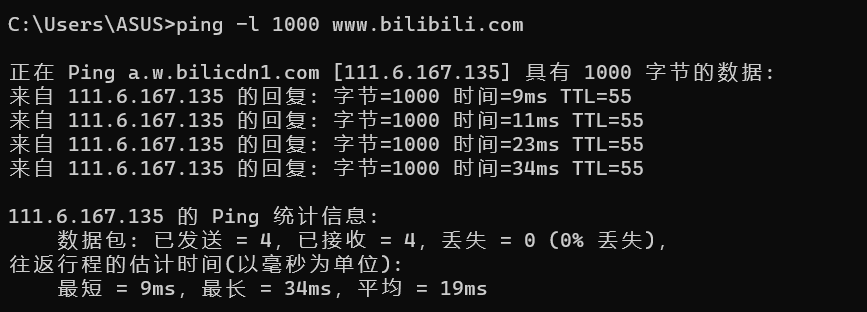 C:\Users\ASUS>ping -l 1000 www.bilibili.com
正在 Ping a.w.bilicdn1.com [111.6.167.135] 具有 1000 字节的数据:
来自 111.6.167.135 的回复: 字节=1000 时间=9ms TTL=55
来自 111.6.167.135 的回复: 字节=1000 时间=11ms TTL=55
来自 111.6.167.135 的回复: 字节=1000 时间=23ms TTL=55
来自 111.6.167.135 的回复: 字节=1000 时间=34ms TTL=55
111.6.167.135 的 Ping 统计信息:
数据包: 已发送 = 4，已接收 = 4，丢失 = 0 (0% 丢失)，
往返行程的估计时间(以毫秒为单位):
最短 = 9ms，最长 = 34ms，平均 = 19ms